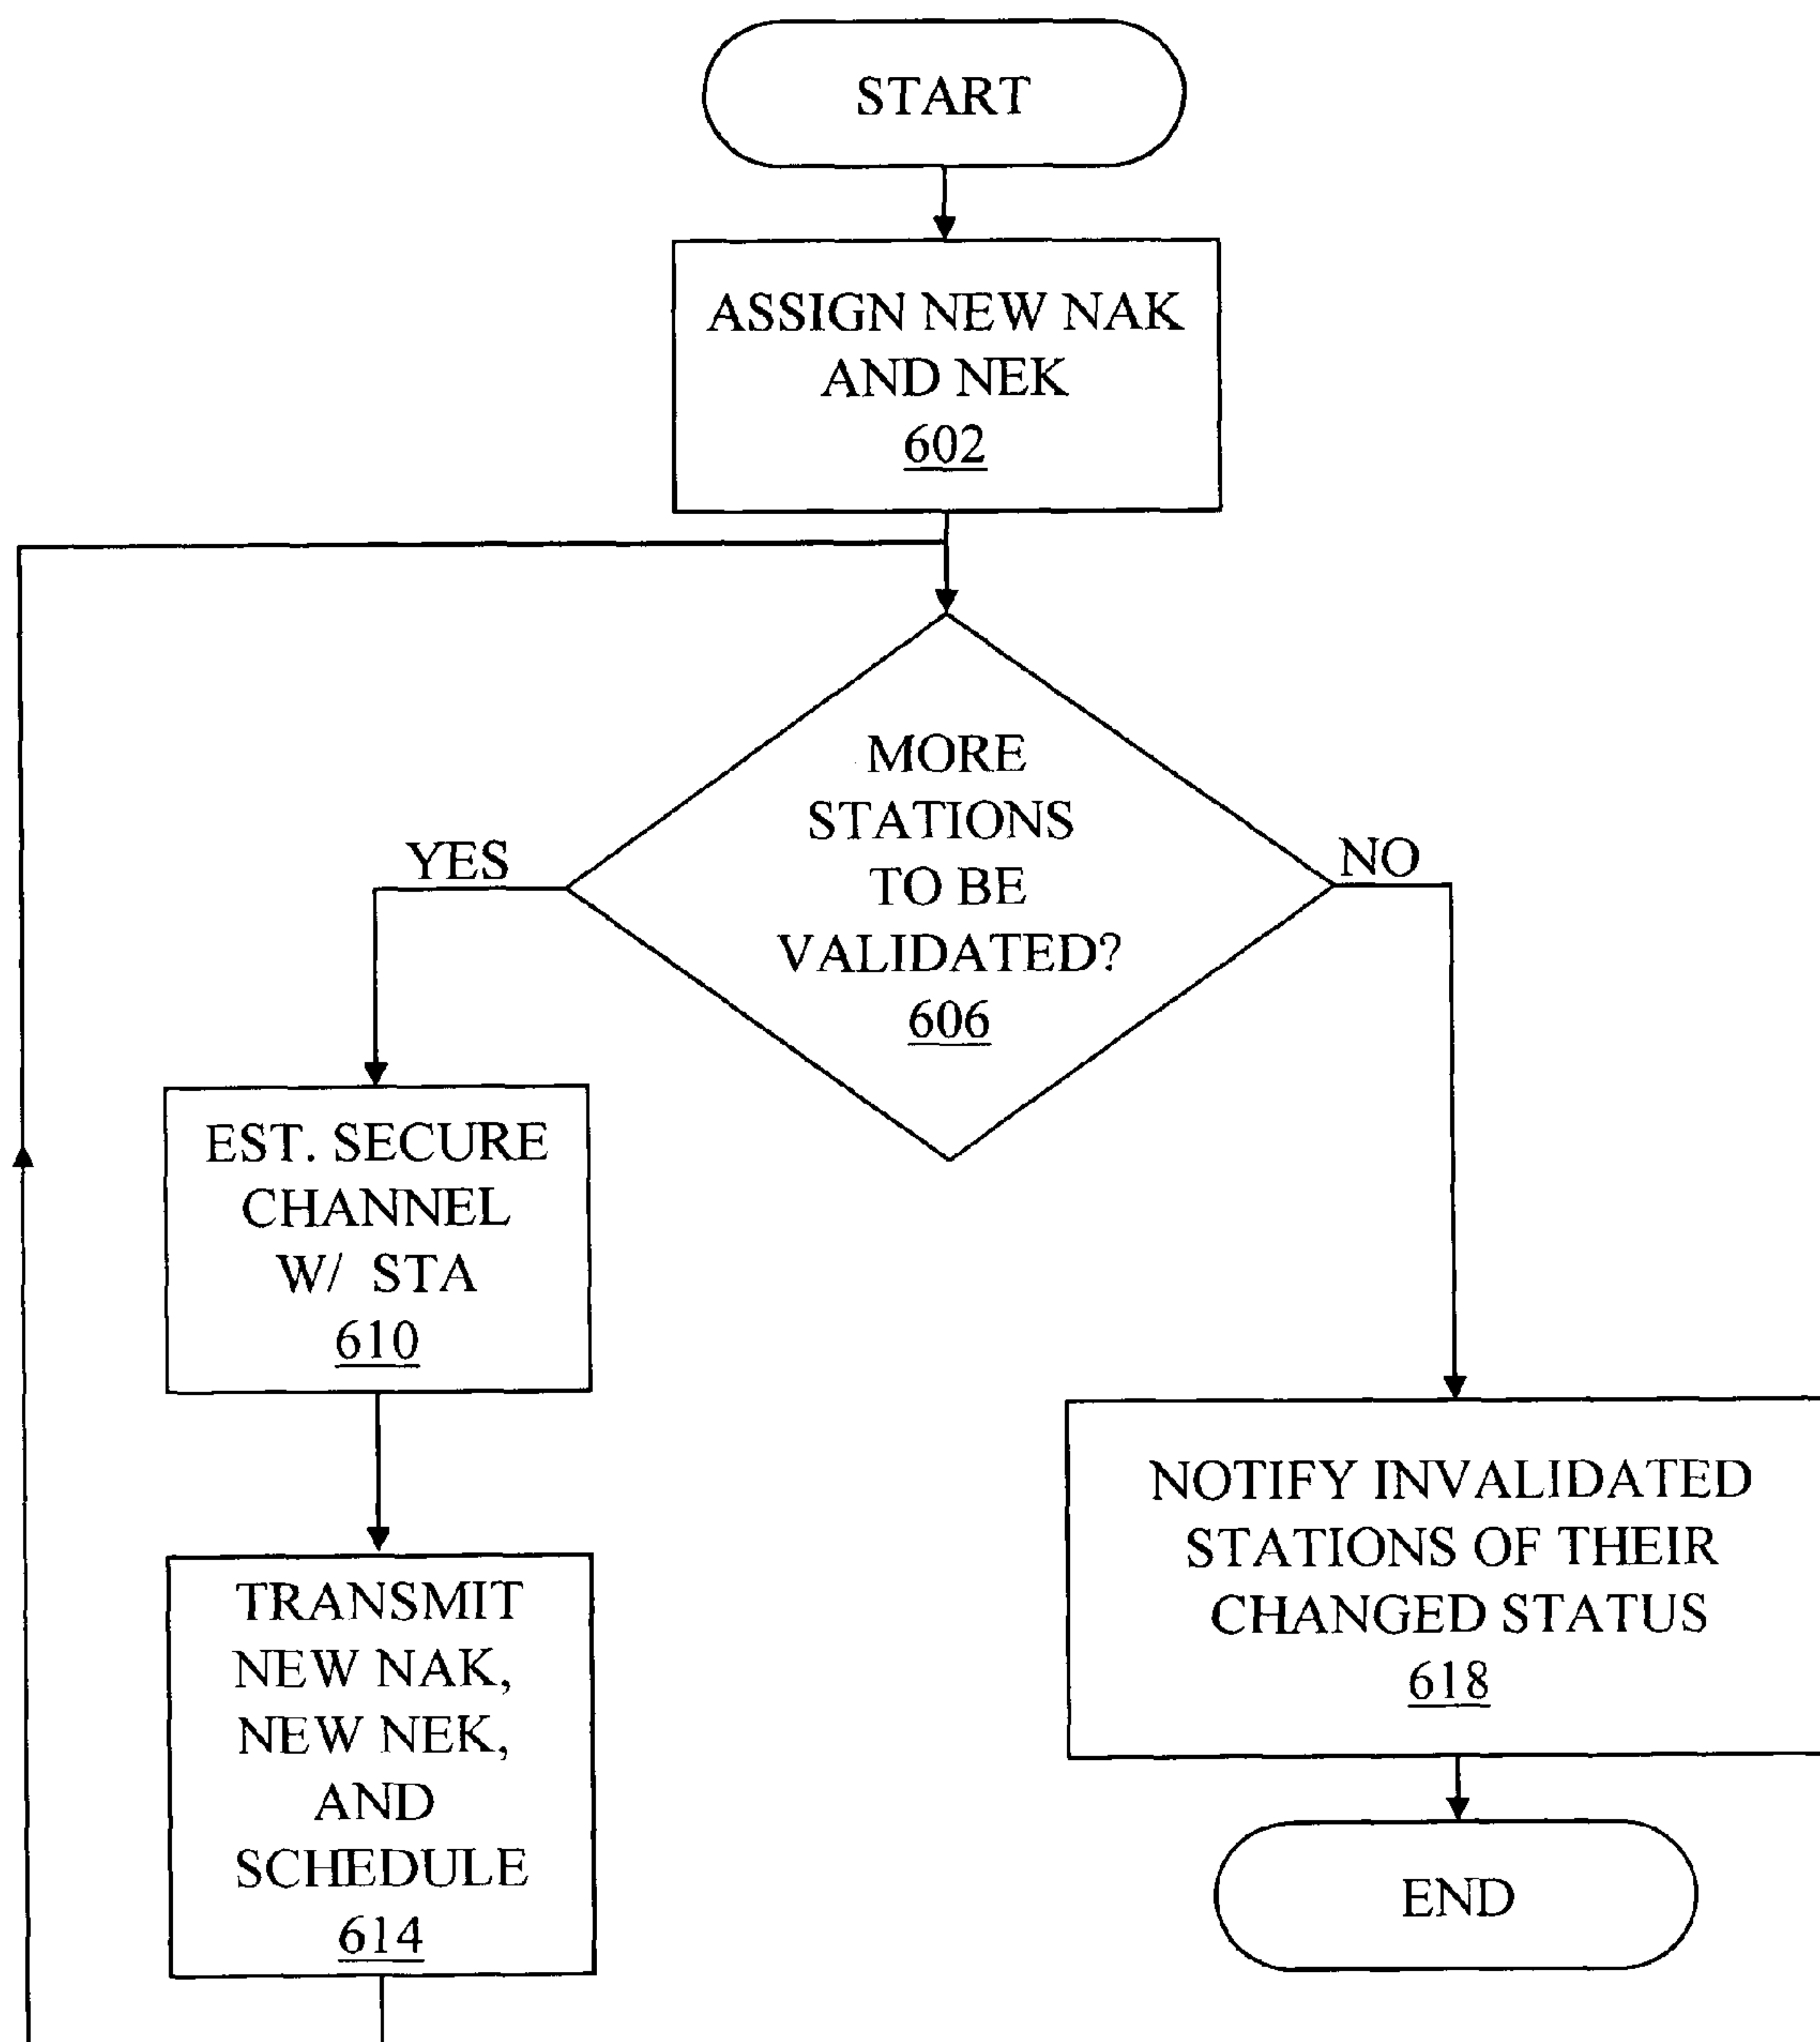 START
ASSIGN NEW NAK
AND NEK
602
MORE
STATIONS
TO BE
VALIDATED?
606
YES
NO
EST. SECURE
CHANNEL
W/ STA
610
TRANSMIT
NEW NAK,
NEW NEK,
AND
SCHEDULE
614
NOTIFY INVALIDATED
STATIONS OF THEIR
CHANGED STATUS
618
END